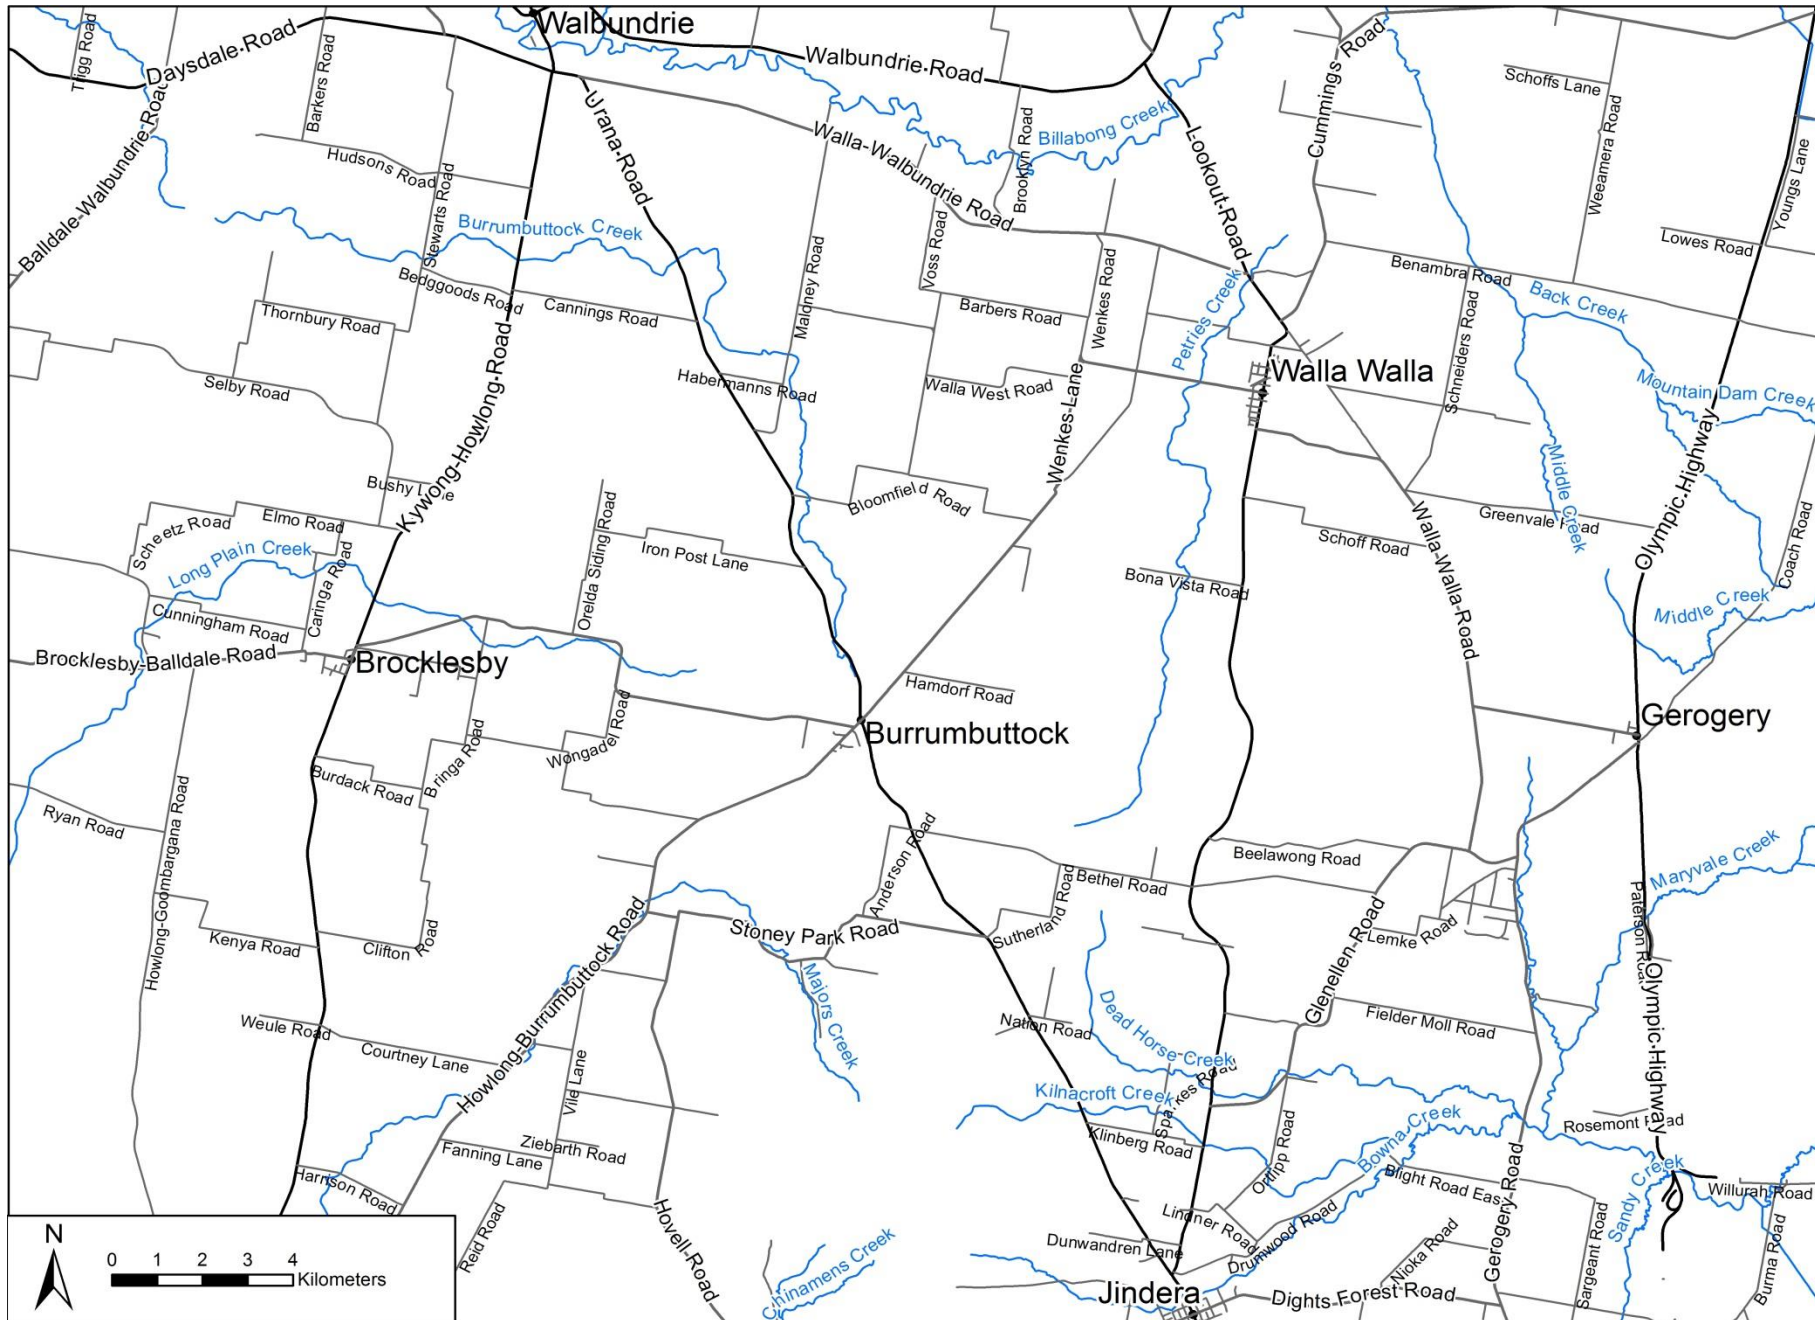 Walbundrie
Trigg Road
Daysdale Road
Barkers Road
Walbundrie Road
Cummings Road
Schoffs Lane
Balldale-Walbundrie Road
Urana Road
Walla-Walbundrie Road
Brooklyn Road
Billabong Creek
Lookout Road
Weeamera Road
Youngs Lane
Hudsons Road
Stewarts Road
Burrumbuttock Creek
Voss Road
Lowes Road
Bedggoods Road
Cannings Road
Maloney Road
Barbers Road
Wenkes Road
Petries Creek
Benambra Road
Back Creek
Thornbury Road
Schneiders Road
Selby Road
Kywong-Howlong Road
Habermanns Road
Walla West Road
Walla Walla
Mountain Dam Creek
Wenkes Lane
Olympic Highway
Bushy Lane
Bloomfield Road
Middle Creek
Scheetz Road
Elmo Road
Orelda Siding Road
Greenvale Road
Long Plain Creek
Iron Post Lane
Schoff Road
Walla-Walla Road
Coach Road
Caringa Road
Bona Vista Road
Middle Creek
Cunningham Road
Brocklesby-Balldale Road
Brocklesby
Hamdorf Road
Burrumbuttock
Gerogery
Wongadel Road
Bringa Road
Burdack Road
Ryan Road
Howlong-Goombargana Road
Anderson Road
Beelawong Road
Maryvale Creek
Bethel Road
Sutherland Road
Stoney Park Road
Paterson Road
Kenya Road
Clifton Road
Lemke Road
Howlong-Burrumbuttock Road
Majors Creek
Glenellen Road
Olympic Highway
Weule Road
Nation Road
Dead Horse Creek
Fielder Moll Road
Courtney Lane
Vile Lane
Kilnacroft Creek
Sparkes Road
Rosemont Road
Ziebarth Road
Fanning Lane
Klinberg Road
Ortlipp Road
Bowna Creek
Blight Road East
Harrison Road
Gerogery Road
Sandy Creek
Willurah Road
Reid Road
Hovell Road
Lindner Road
Drumwood Road
Dunwandren Lane
Nioka Road
Sargeant Road
Burma Road
Chinamens Creek
Jindera
Dights Forest Road
N
0 1 2 3 4
Kilometers